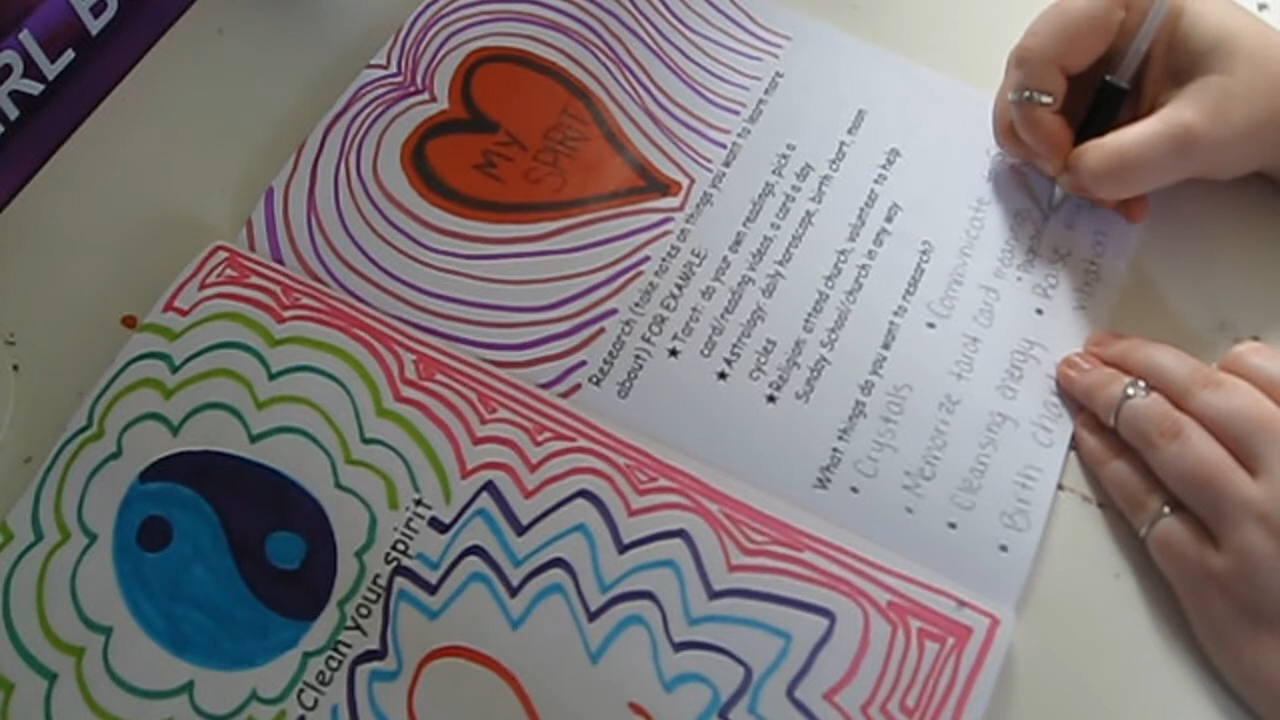 RL B
MY
SPIRIT
Research (take notes on things you want to learn more
about) FOR EXAMPLE:
★Tarot: do your own readings, pick a
card/reading videos, a card a day
★Astrology: daily horoscope, birth chart, moon
cycles
★Religion: attend church, volunteer to help
Sunday School/church in any way
What things do you want to research?
• Crystals
• Communicate
• Memorize tarot card meaning
• Cleansing energy
• Raise
• Birth
Clean your spirit